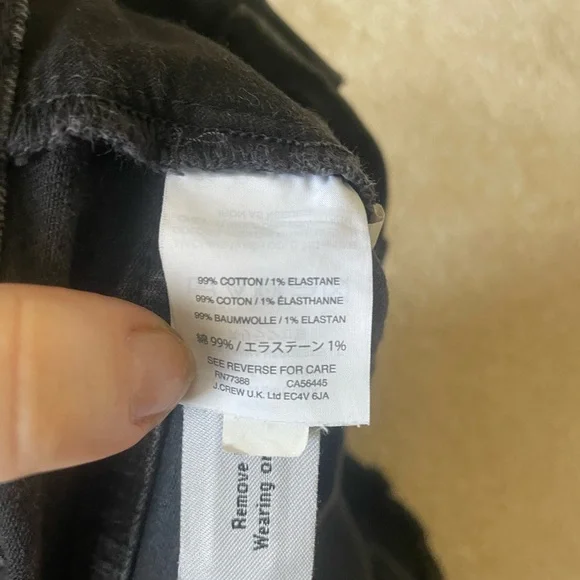 99% COTTON / 1% ELASTANE
99% COTON / 1% ÉLASTHANNE
99% BAUMWOLLE / 1% ELASTAN
綿 99% / エラステーン 1%
SEE REVERSE FOR CARE
RN77388 CA56445
J.CREW U.K. Ltd EC4V 6JA
Remove
Wearing or